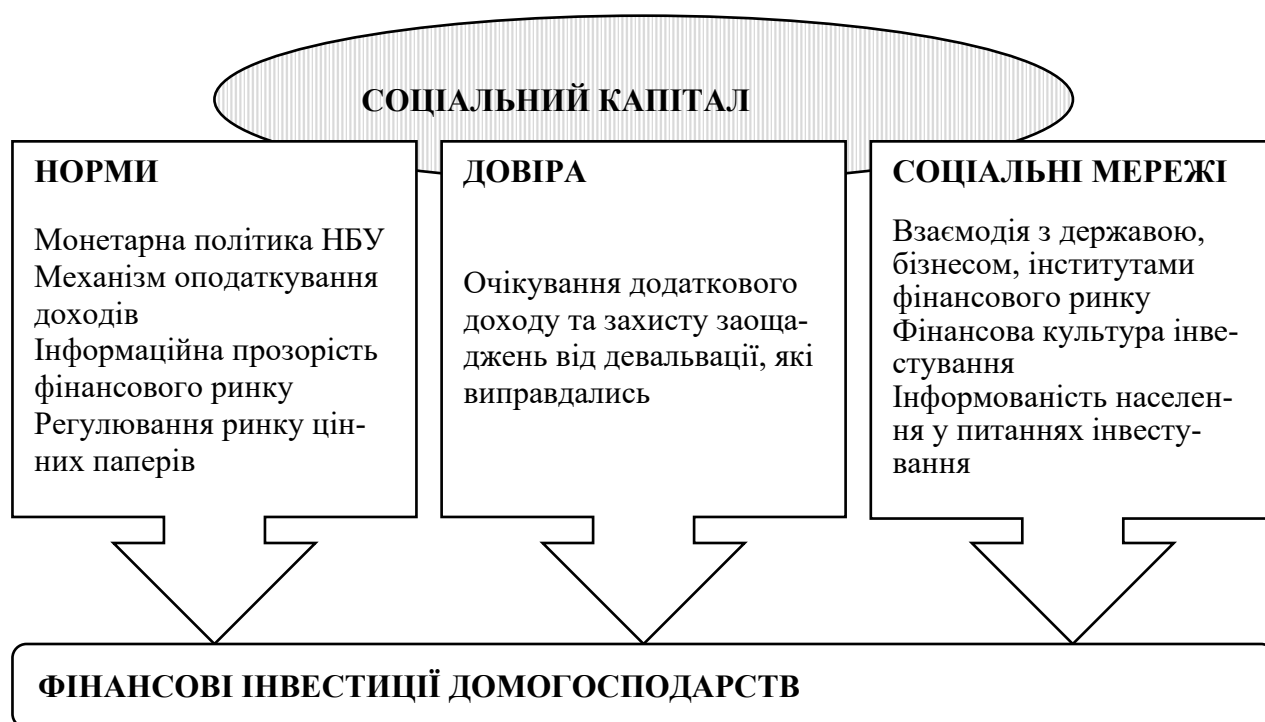 СОЦІАЛЬНИЙ КАПІТАЛ
НОРМИ
Монетарна політика НБУ
Механізм оподаткування
доходів
Інформаційна прозорість
фінансового ринку
Регулювання ринку цін-
них паперів
ДОВІРА
Очікування додаткового
доходу та захисту заоща-
джень від девальвації, які
виправдались
СОЦІАЛЬНІ МЕРЕЖІ
Взаємодія з державою,
бізнесом, інститутами
фінансового ринку
Фінансова культура інве-
стування
Інформованість населен-
ня у питаннях інвесту-
вання
ФІНАНСОВІ ІНВЕСТИЦІЇ ДОМОГОСПОДАРСТВ